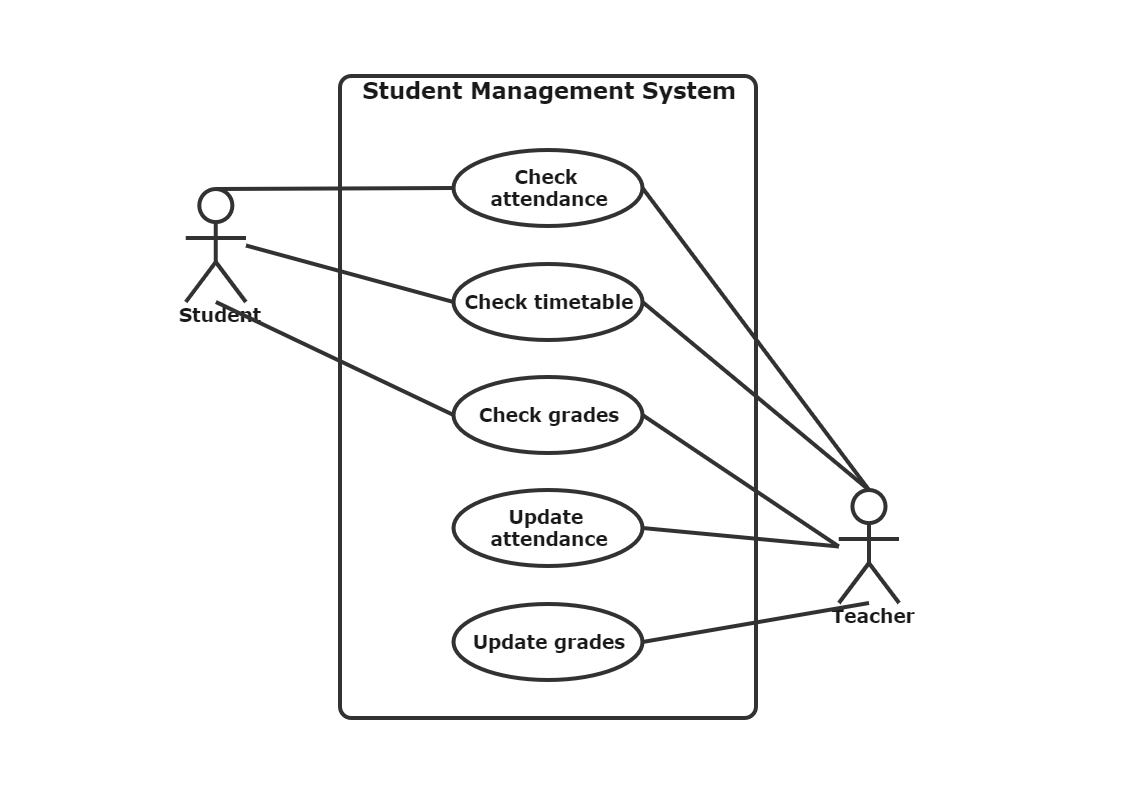 Student Management System
Check
attendance
Student
Check timetable
Check grades
Update
attendance
Teacher
Update grades